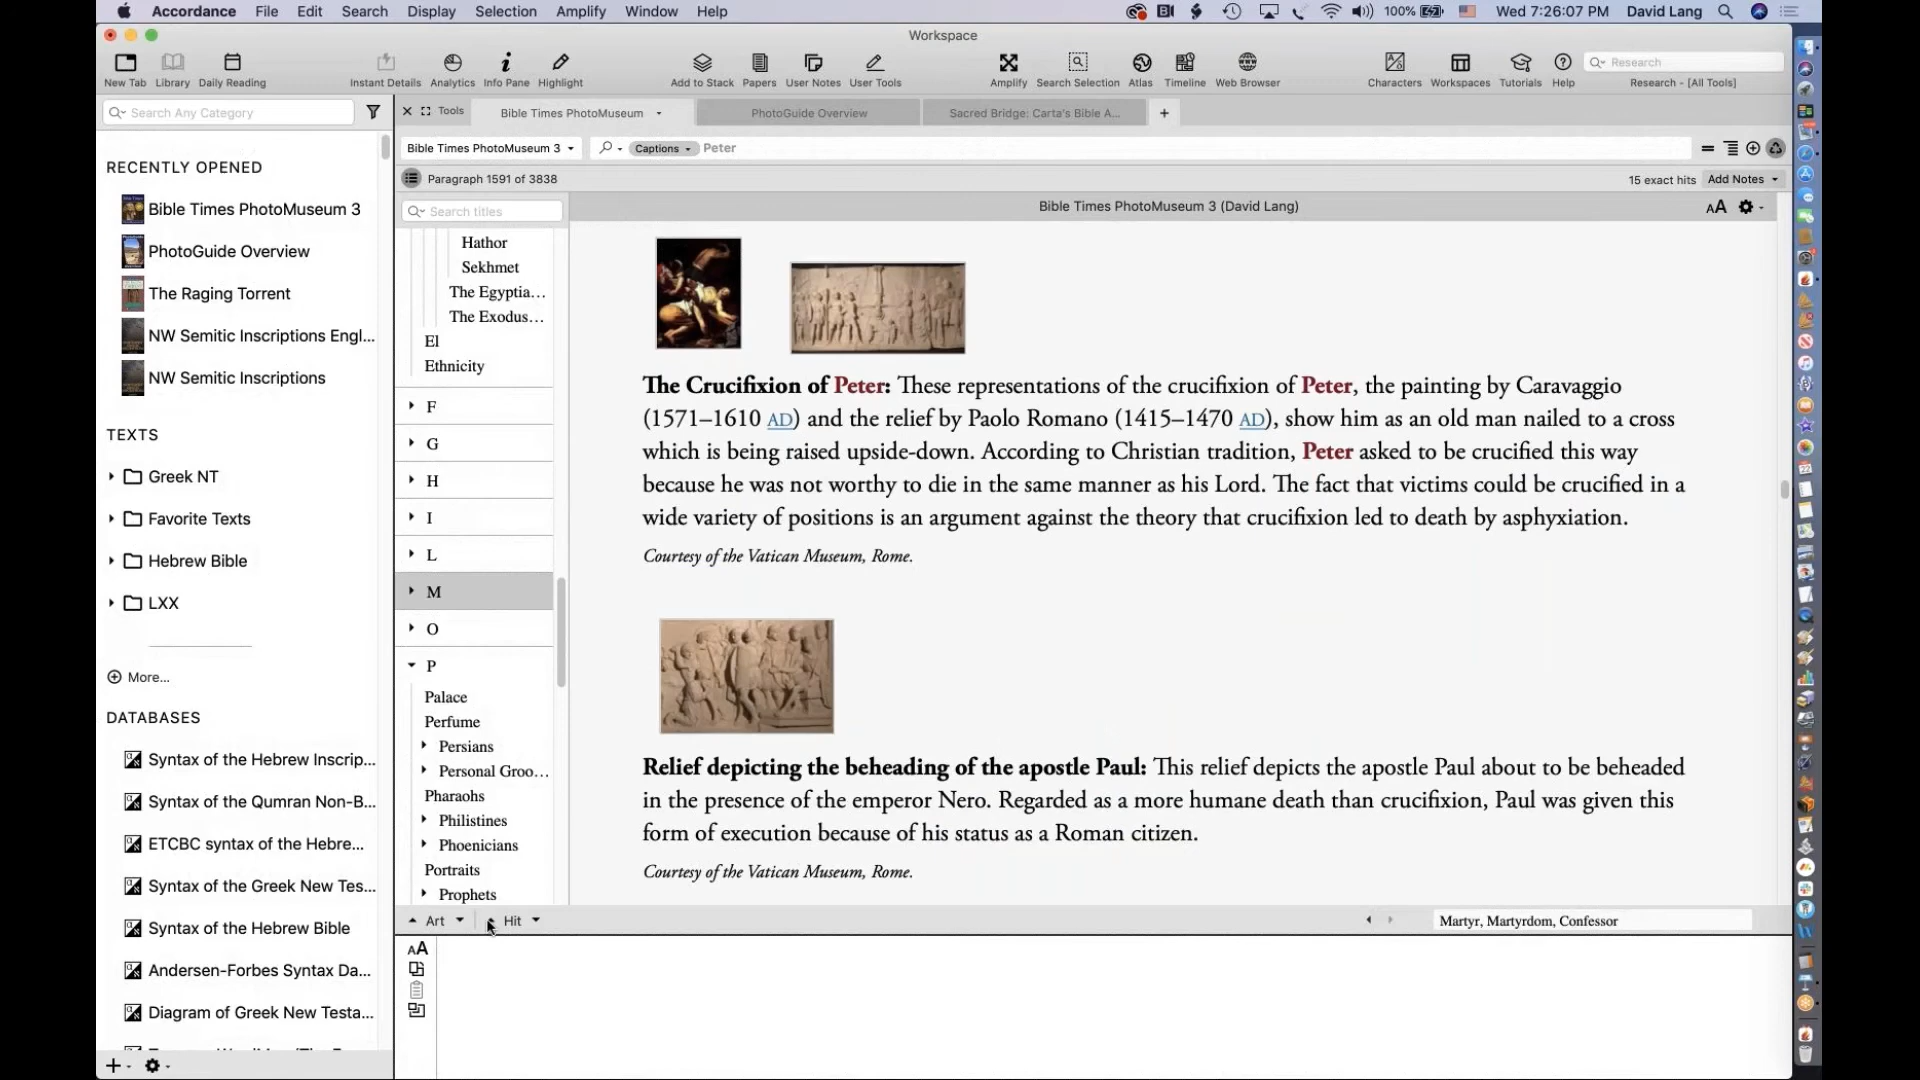 Accordance File Edit Search Display Selection Amplify Window Help
100% Wed 7:26:07 PM David Lang
Workspace
New Tab Library Daily Reading Instant Details Analytics Info Pane Highlight Add to Stack Papers User Notes User Tools Amplify Search Selection Atlas Timeline Web Browser Characters Workspaces Tutorials Help
Research
Research - [All Tools]
Search Any Category
Tools Bible Times PhotoMuseum PhotoGuide Overview Sacred Bridge: Carta's Bible A...
Bible Times PhotoMuseum 3 Captions Peter
Paragraph 1591 of 3838 15 exact hits Add Notes
Search titles
Bible Times PhotoMuseum 3 (David Lang)
RECENTLY OPENED
Bible Times PhotoMuseum 3
PhotoGuide Overview
The Raging Torrent
NW Semitic Inscriptions Engl...
NW Semitic Inscriptions
TEXTS
Greek NT
Favorite Texts
Hebrew Bible
LXX
More...
DATABASES
Syntax of the Hebrew Inscrip...
Syntax of the Qumran Non-B...
ETCBC syntax of the Hebre...
Syntax of the Greek New Tes...
Syntax of the Hebrew Bible
Andersen-Forbes Syntax Da...
Diagram of Greek New Testa...
Hathor
Sekhmet
The Egyptia...
The Exodus...
El
Ethnicity
F
G
H
I
L
M
O
P
Palace
Perfume
Persians
Personal Groo...
Pharaohs
Philistines
Phoenicians
Portraits
Prophets
The Crucifixion of Peter: These representations of the crucifixion of Peter, the painting by Caravaggio
(1571–1610 AD) and the relief by Paolo Romano (1415–1470 AD), show him as an old man nailed to a cross
which is being raised upside-down. According to Christian tradition, Peter asked to be crucified this way
because he was not worthy to die in the same manner as his Lord. The fact that victims could be crucified in a
wide variety of positions is an argument against the theory that crucifixion led to death by asphyxiation.
Courtesy of the Vatican Museum, Rome.
Relief depicting the beheading of the apostle Paul: This relief depicts the apostle Paul about to be beheaded
in the presence of the emperor Nero. Regarded as a more humane death than crucifixion, Paul was given this
form of execution because of his status as a Roman citizen.
Courtesy of the Vatican Museum, Rome.
Art Hit Martyr, Martyrdom, Confessor